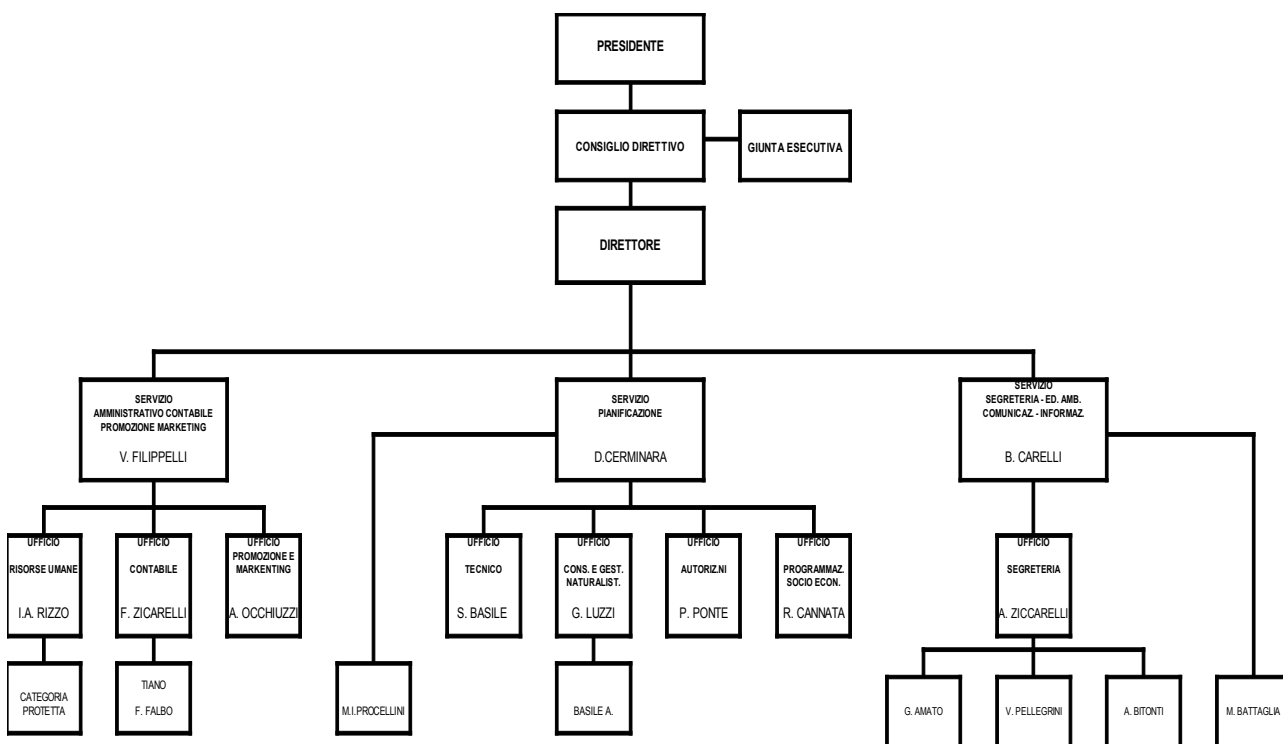 PRESIDENTE
CONSIGLIO DIRETTIVO
GIUNTA ESECUTIVA
DIRETTORE
SERVIZIO
AMMINISTRATIVO CONTABILE
PROMOZIONE MARKETING
V. FILIPPELLI
SERVIZIO
PIANIFICAZIONE
D.CERMINARA
SERVIZIO
SEGRETERIA - ED. AMB.
COMUNICAZ. - INFORMAZ.
B. CARELLI
UFFICIO
RISORSE UMANE
I.A. RIZZO
UFFICIO
CONTABILE
F. ZICARELLI
UFFICIO
PROMOZIONE E
MARKENTING
A. OCCHIUZZI
UFFICIO
TECNICO
S. BASILE
UFFICIO
CONS. E GEST.
NATURALIST.
G. LUZZI
UFFICIO
AUTORIZ.NI
P. PONTE
UFFICIO
PROGRAMMAZ.
SOCIO ECON.
R. CANNATA
UFFICIO
SEGRETERIA
A. ZICCARELLI
CATEGORIA
PROTETTA
TIANO
F. FALBO
M.I.PROCELLINI
BASILE A.
G. AMATO
V. PELLEGRINI
A. BITONTI
M. BATTAGLIA